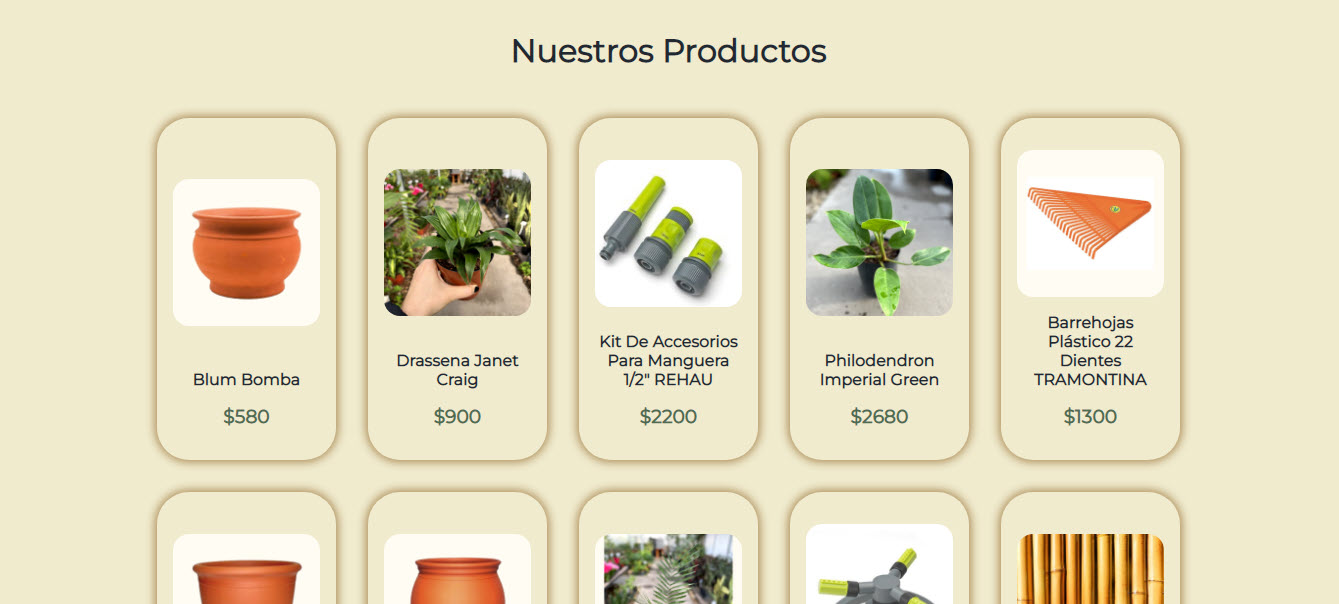 Nuestros Productos
Blum Bomba
$580
Drassena Janet
Craig
$900
Kit De Accesorios
Para Manguera
1/2" REHAU
$2200
Philodendron
Imperial Green
$2680
Barrehojas
Plástico 22
Dientes
TRAMONTINA
$1300